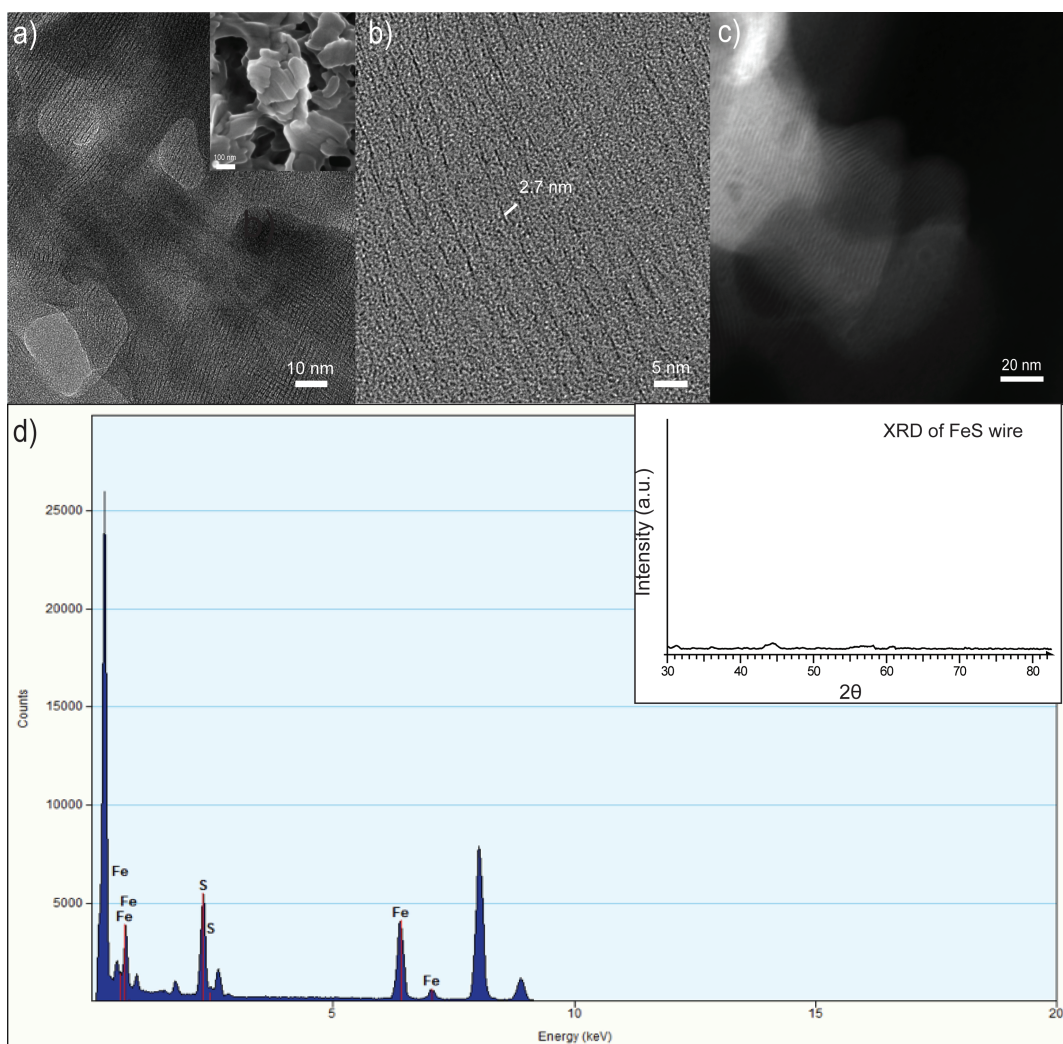 a)
100 nm
10 nm
b)
2.7 nm
5 nm
c)
20 nm
d)
Counts
25000
20000
15000
10000
5000
Fe
Fe
Fe
S
S
Fe
Fe
5
10
15
20
Energy (keV)
XRD of FeS wire
Intensity (a.u.)
30
40
50
60
70
80
2θ